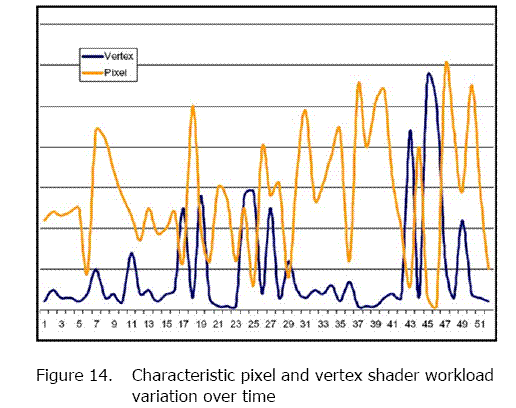 Vertex
Pixel
1 3 5 7 9 11 13 15 17 19 21 23 25 27 29 31 33 35 37 39 41 43 45 47 49 51
Figure 14. Characteristic pixel and vertex shader workload
variation over time